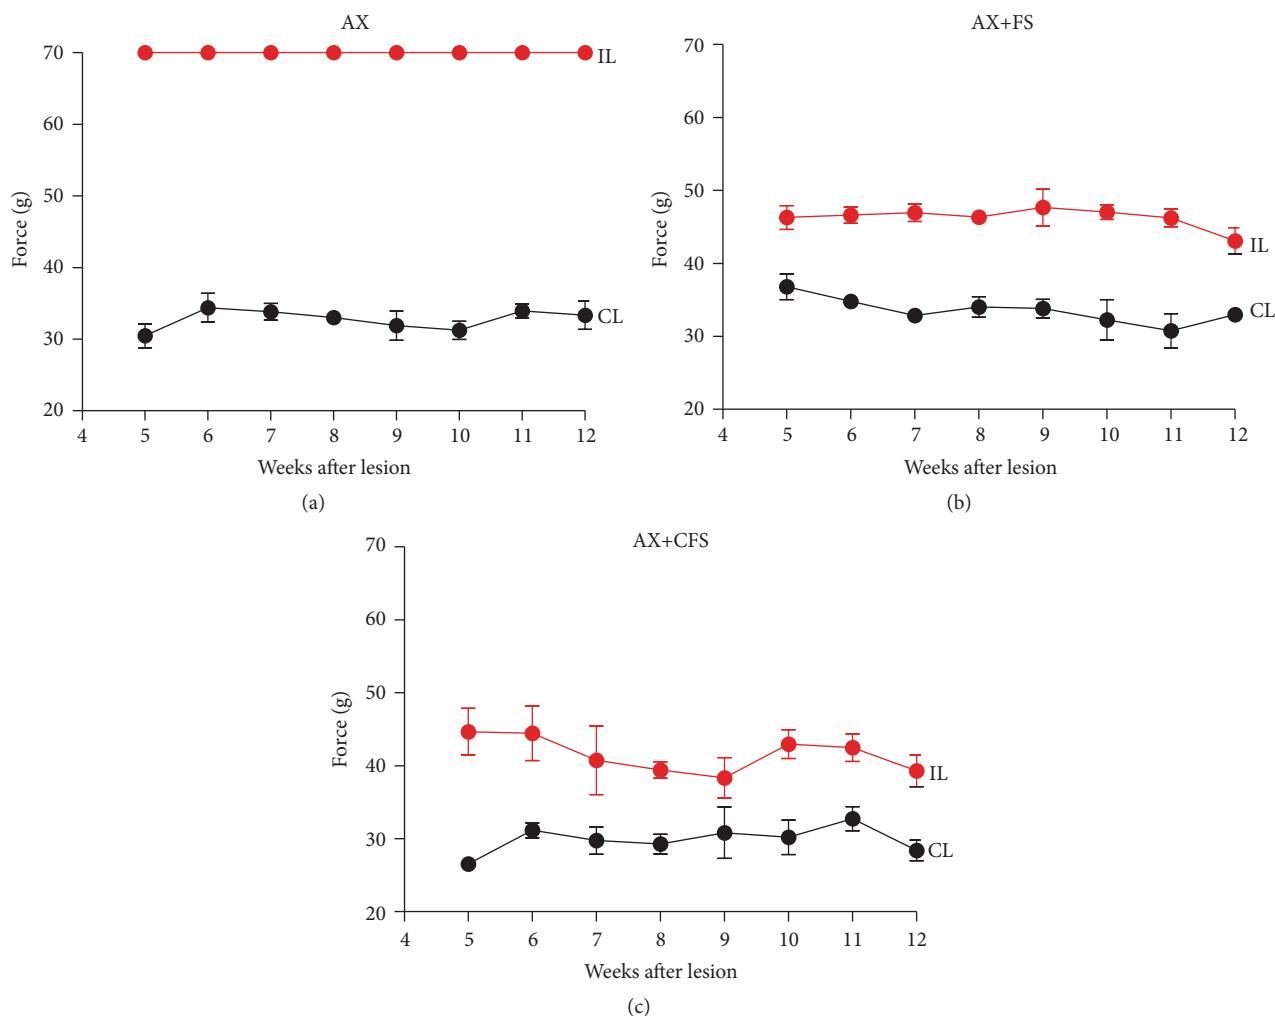 AX
70
60
50
40
30
20
Force (g)
IL
CL
4 5 6 7 8 9 10 11 12
Weeks after lesion
(a)
AX+FS
70
60
50
40
30
20
Force (g)
IL
CL
4 5 6 7 8 9 10 11 12
Weeks after lesion
(b)
AX+CFS
70
60
50
40
30
20
Force (g)
IL
CL
4 5 6 7 8 9 10 11 12
Weeks after lesion
(c)